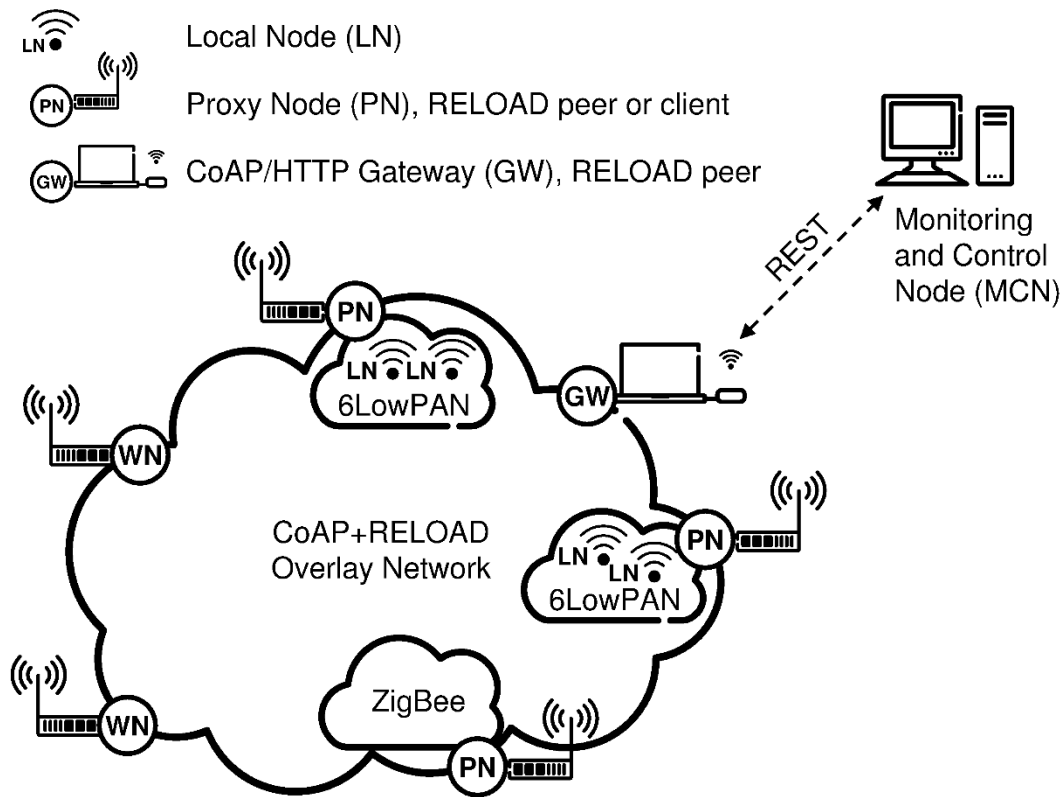 LN
Local Node (LN)
PN
Proxy Node (PN), RELOAD peer or client
GW
CoAP/HTTP Gateway (GW), RELOAD peer
REST
Monitoring
and Control
Node (MCN)
PN
LN LN
6LowPAN
GW
WN
CoAP+RELOAD
Overlay Network
PN
LN
LN
6LowPAN
ZigBee
WN
PN